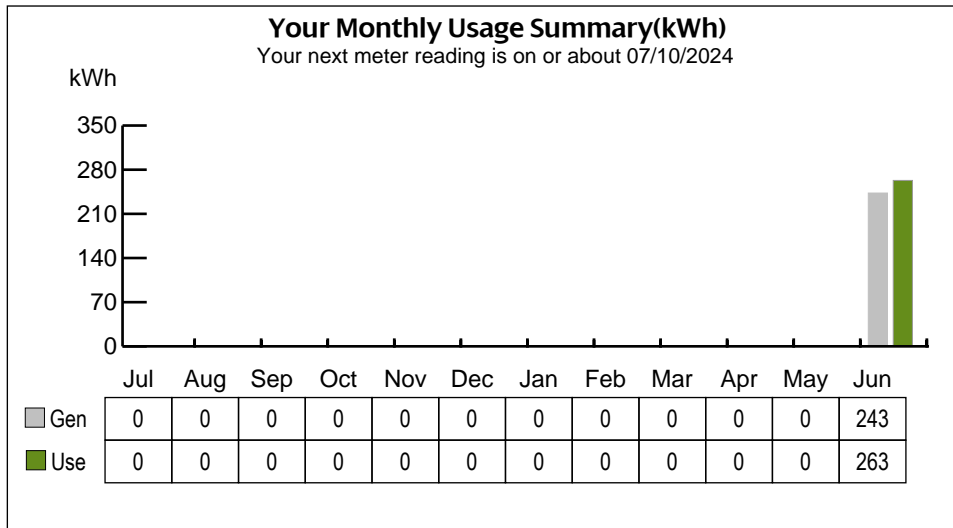 Your Monthly Usage Summary(kWh)
Your next meter reading is on or about 07/10/2024
kWh
350
280
210
140
70
0
Jul Aug Sep Oct Nov Dec Jan Feb Mar Apr May Jun
Gen 0 0 0 0 0 0 0 0 0 0 0 243
Use 0 0 0 0 0 0 0 0 0 0 0 263